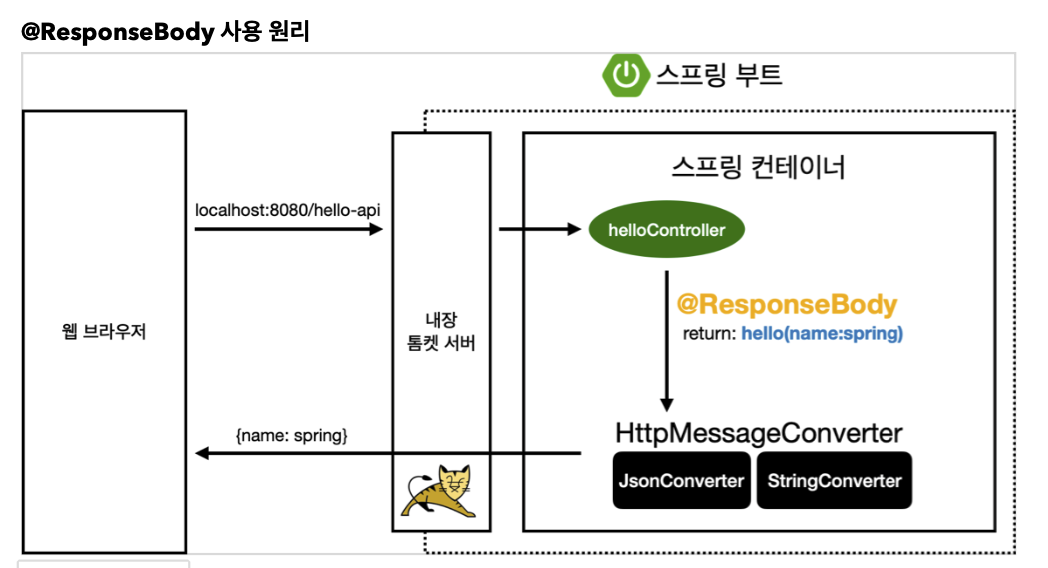 @ResponseBody 사용 원리
스프링 부트
스프링 컨테이너
localhost:8080/hello-api
helloController
@ResponseBody
return: hello(name:spring)
웹 브라우저
내장
톰켓 서버
{name: spring}
HttpMessageConverter
JsonConverter
StringConverter